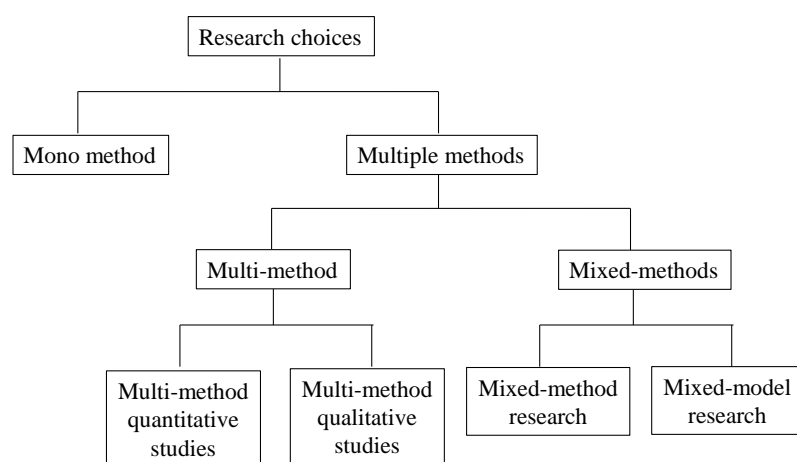 Research choices
Mono method
Multiple methods
Multi-method
Mixed-methods
Multi-method
quantitative
studies
Multi-method
qualitative
studies
Mixed-method
research
Mixed-model
research